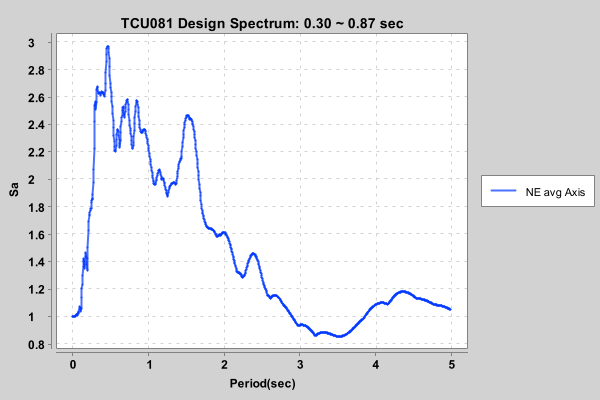 TCU081 Design Spectrum: 0.30 ~ 0.87 sec
3
2.8
2.6
2.4
2.2
2
1.8
1.6
1.4
1.2
1
0.8
Sa
0 1 2 3 4 5
Period(sec)
NE avg Axis